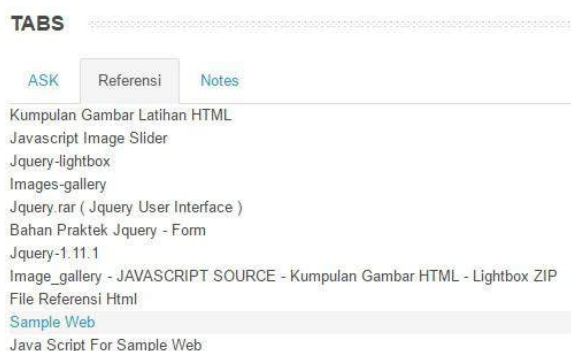 TABS
ASK Referensi Notes
Kumpulan Gambar Latihan HTML
Javascript Image Slider
Jquery-lightbox
Images-gallery
Jquery.rar ( Jquery User Interface )
Bahan Praktek Jquery - Form
Jquery-1.11.1
Image_gallery - JAVASCRIPT SOURCE - Kumpulan Gambar HTML - Lightbox ZIP
File Referensi Html
Sample Web
Java Script For Sample Web